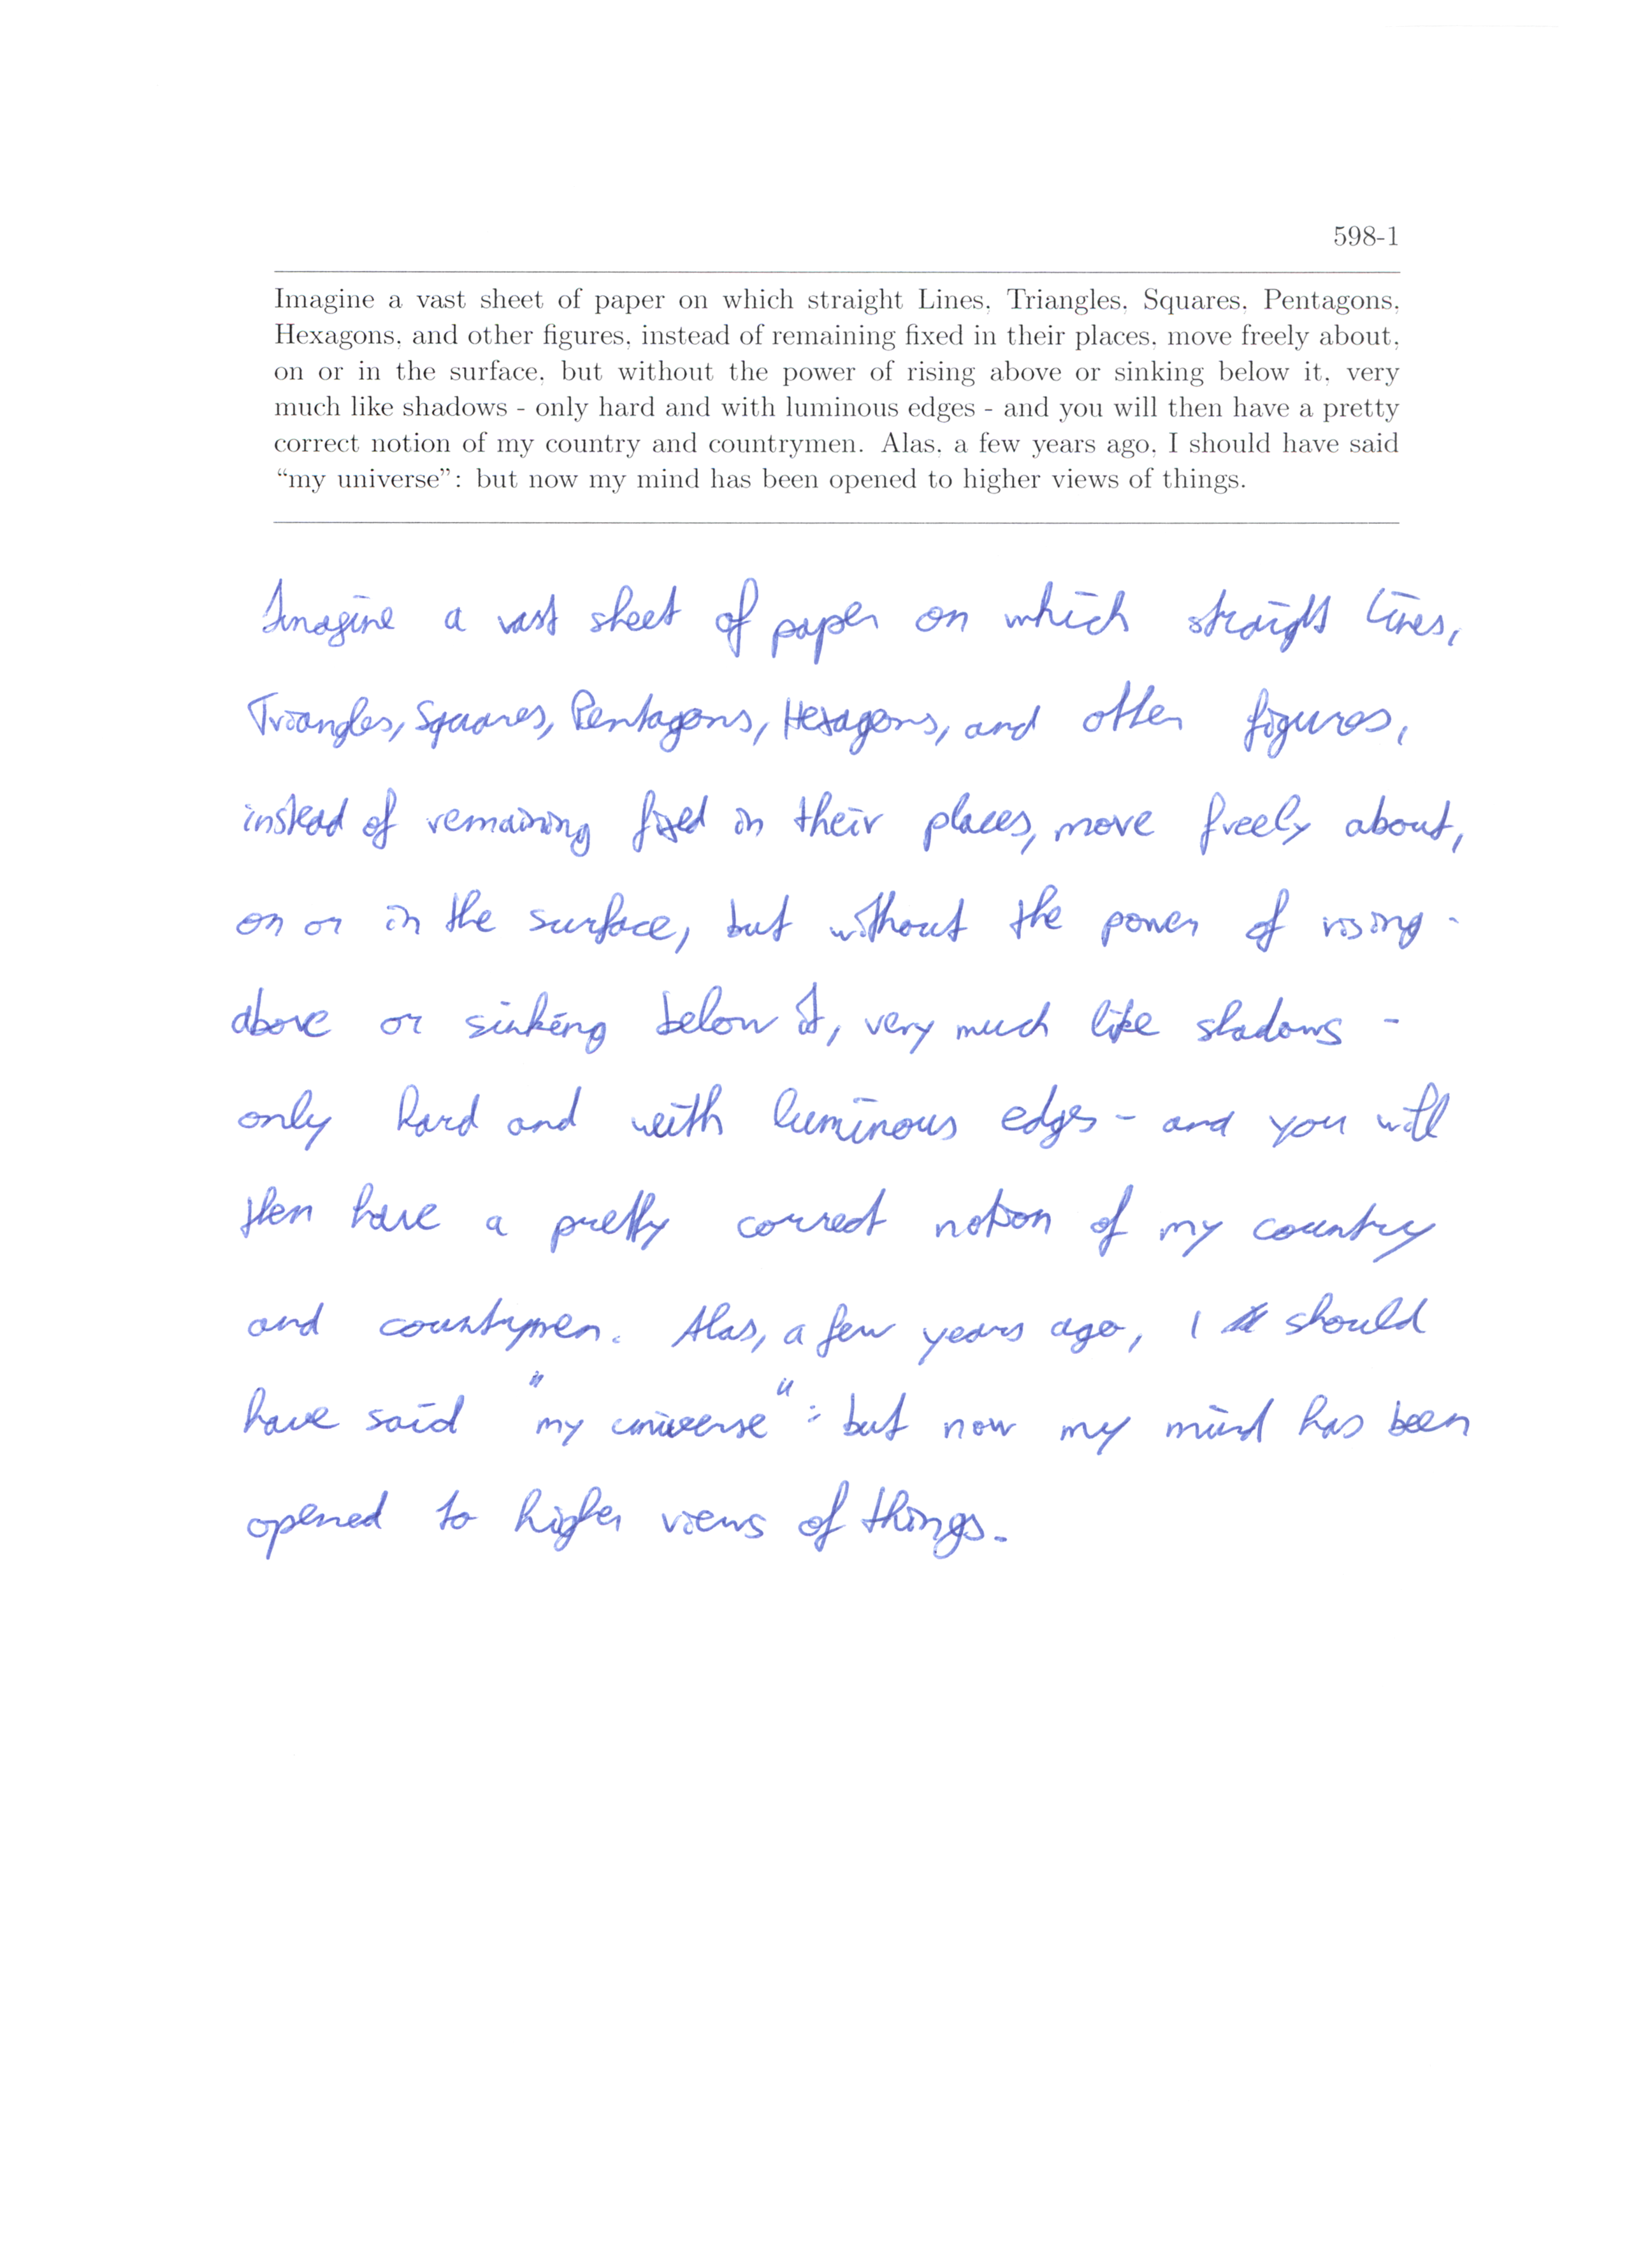 598-1
Imagine a vast sheet of paper on which straight Lines, Triangles, Squares, Pentagons,
Hexagons, and other figures, instead of remaining fixed in their places, move freely about,
on or in the surface, but without the power of rising above or sinking below it, very
much like shadows - only hard and with luminous edges - and you will then have a pretty
correct notion of my country and countrymen. Alas, a few years ago, I should have said
“my universe”: but now my mind has been opened to higher views of things.
Imagine a vast sheet of paper on which straight Lines,
Triangles, Squares, Pentagons, Hexagons, and other figures,
instead of remaining fixed in their places, move freely about,
on or in the surface, but without the power of rising
above or sinking below it, very much like shadows -
only hard and with luminous edges - and you will
then have a pretty correct notion of my country
and countrymen. Alas, a few years ago, I should
have said "my universe": but now my mind has been
opened to higher views of things.